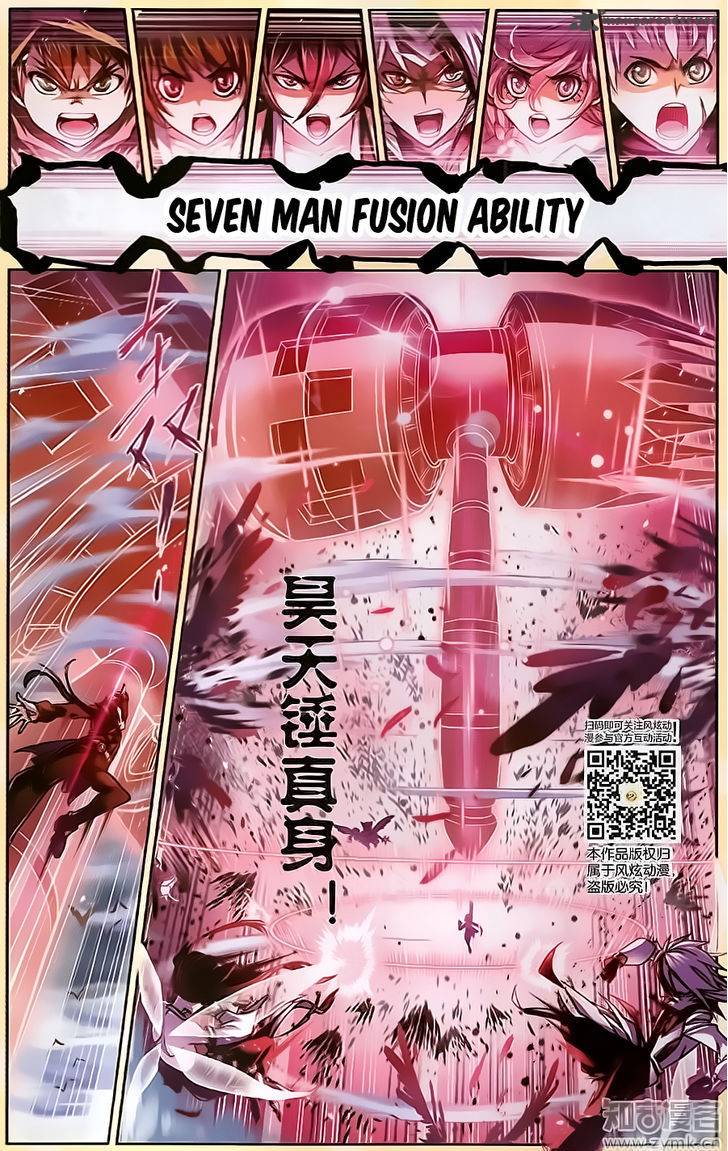 SEVEN MAN FUSION ABILITY
昊天锤真身!
扫码即可关注风炫动
漫参与官方互动活动!
本作品版权归
属于风炫动漫,
盗版必究!
知音漫客
www.zymk.cn